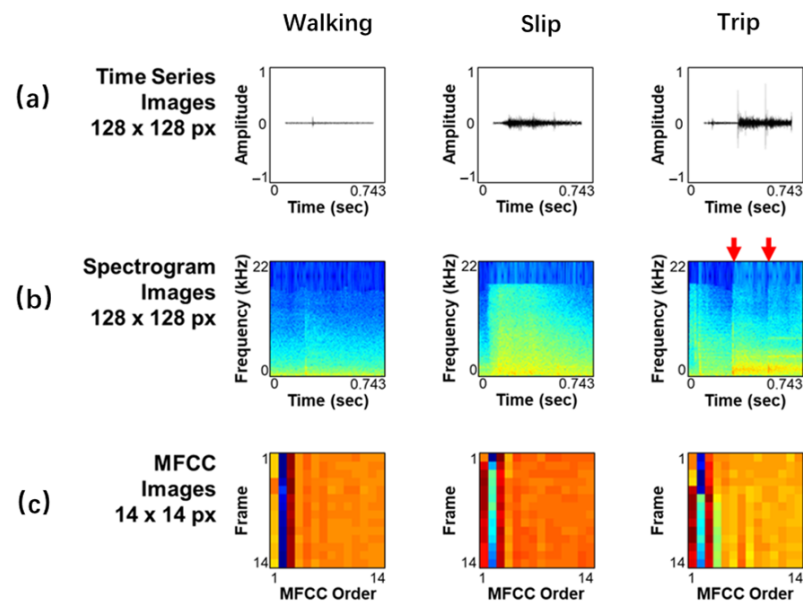 Walking
Slip
Trip
(a)
Time Series
Images
128 x 128 px
Amplitude
1
0
−1
0
0.743
Time (sec)
Amplitude
1
0
−1
0
0.743
Time (sec)
Amplitude
1
0
−1
0
0.743
Time (sec)
(b)
Spectrogram
Images
128 x 128 px
Frequency (kHz)
22
0
0
0.743
Time (sec)
Frequency (kHz)
22
0
0
0.743
Time (sec)
Frequency (kHz)
22
0
0
0.743
Time (sec)
(c)
MFCC
Images
14 x 14 px
Frame
1
14
1
14
MFCC Order
Frame
1
14
1
14
MFCC Order
Frame
1
14
1
14
MFCC Order